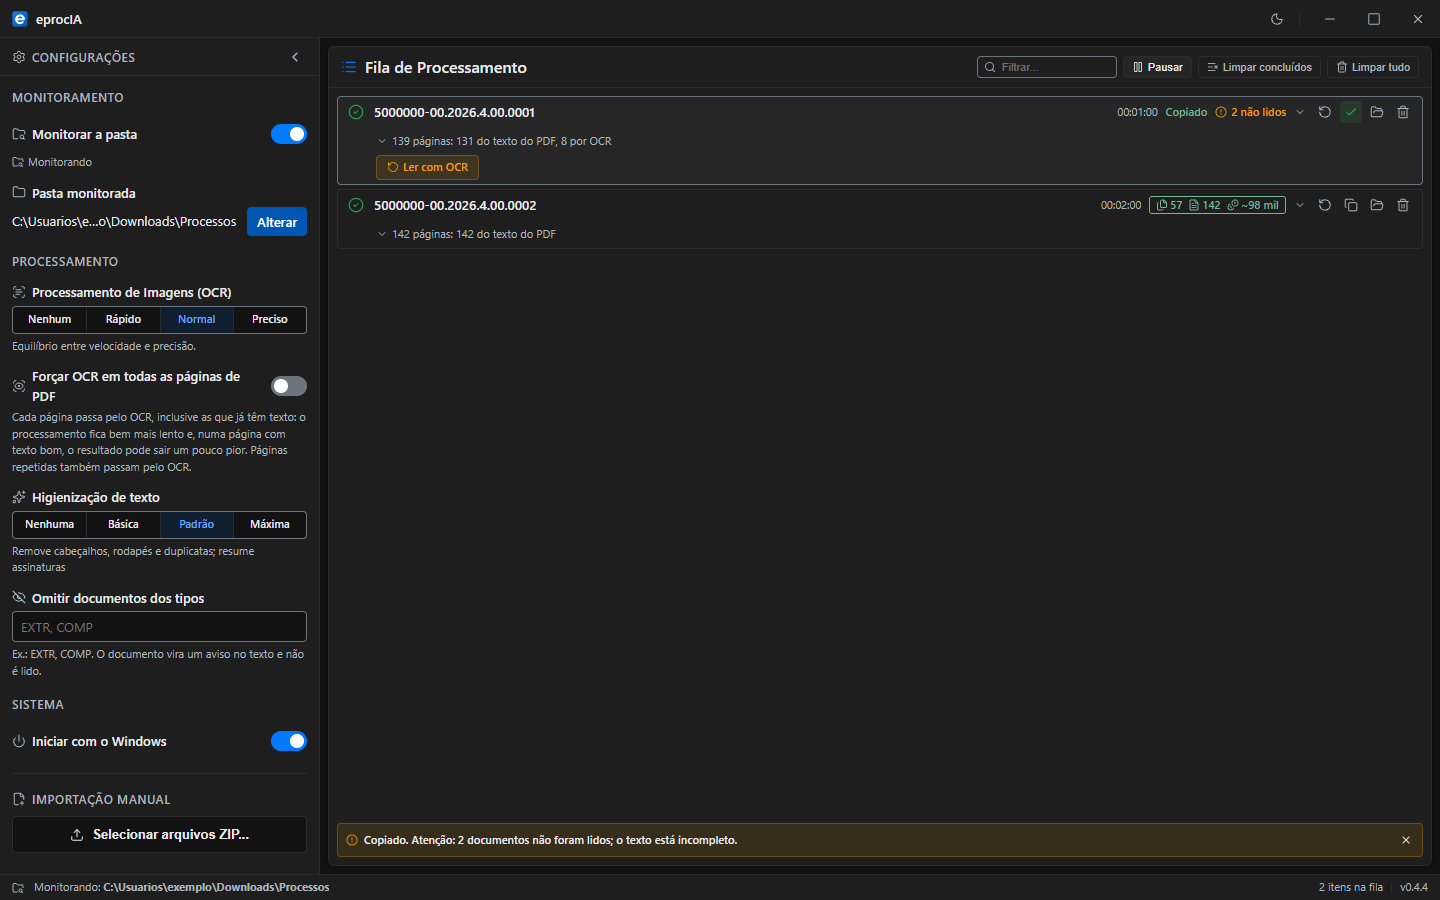 eprocIA
CONFIGURAÇÕES
MONITORAMENTO
Monitorar a pasta
Monitorando
Pasta monitorada
C:\Usuarios\e...o\Downloads\Processos
Alterar
PROCESSAMENTO
Processamento de Imagens (OCR)
Nenhum Rápido Normal Preciso
Equilíbrio entre velocidade e precisão.
Forçar OCR em todas as páginas de
PDF
Cada página passa pelo OCR, inclusive as que já têm texto: o
processamento fica bem mais lento e, numa página com
texto bom, o resultado pode sair um pouco pior. Páginas
repetidas também passam pelo OCR.
Higienização de texto
Nenhuma Básica Padrão Máxima
Remove cabeçalhos, rodapés e duplicatas; resume
assinaturas
Omitir documentos dos tipos
EXTR, COMP
Ex.: EXTR, COMP. O documento vira um aviso no texto e não
é lido.
SISTEMA
Iniciar com o Windows
IMPORTAÇÃO MANUAL
Selecionar arquivos ZIP...
Fila de Processamento
Filtrar...
Pausar
Limpar concluídos
Limpar tudo
5000000-00.2026.4.00.0001
00:01:00 Copiado 2 não lidos
139 páginas: 131 do texto do PDF, 8 por OCR
Ler com OCR
5000000-00.2026.4.00.0002
00:02:00 57 142 ~98 mil
142 páginas: 142 do texto do PDF
Copiado. Atenção: 2 documentos não foram lidos; o texto está incompleto.
Monitorando: C:\Usuarios\exemplo\Downloads\Processos
2 itens na fila
v0.4.4